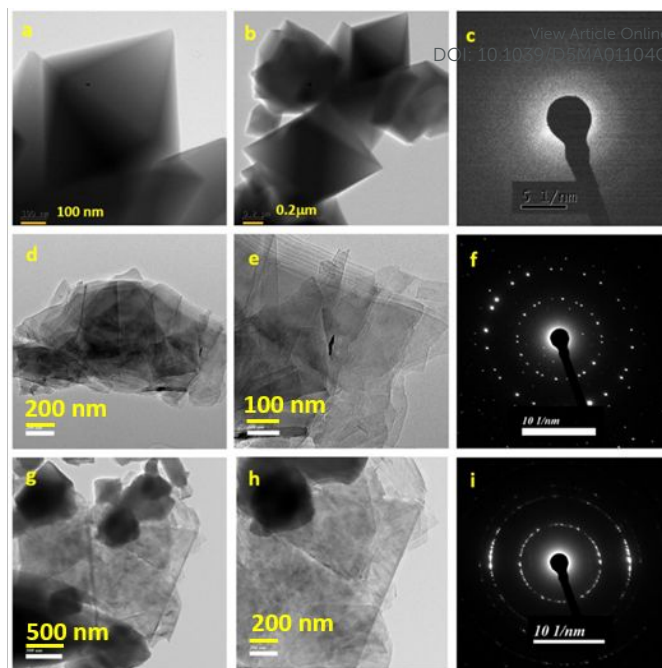 View Article Online
DOI: 10.1039/D5MA01104C
a
b
c
100 nm
0.2µm
5 1/nm
d
e
f
200 nm
100 nm
10 1/nm
g
h
i
500 nm
200 nm
10 1/nm